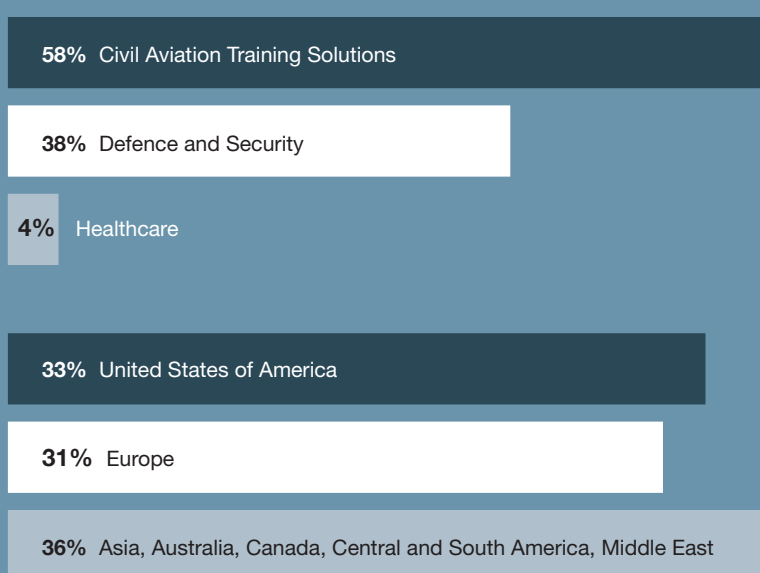 58% Civil Aviation Training Solutions
38% Defence and Security
4% Healthcare
33% United States of America
31% Europe
36% Asia, Australia, Canada, Central and South America, Middle East